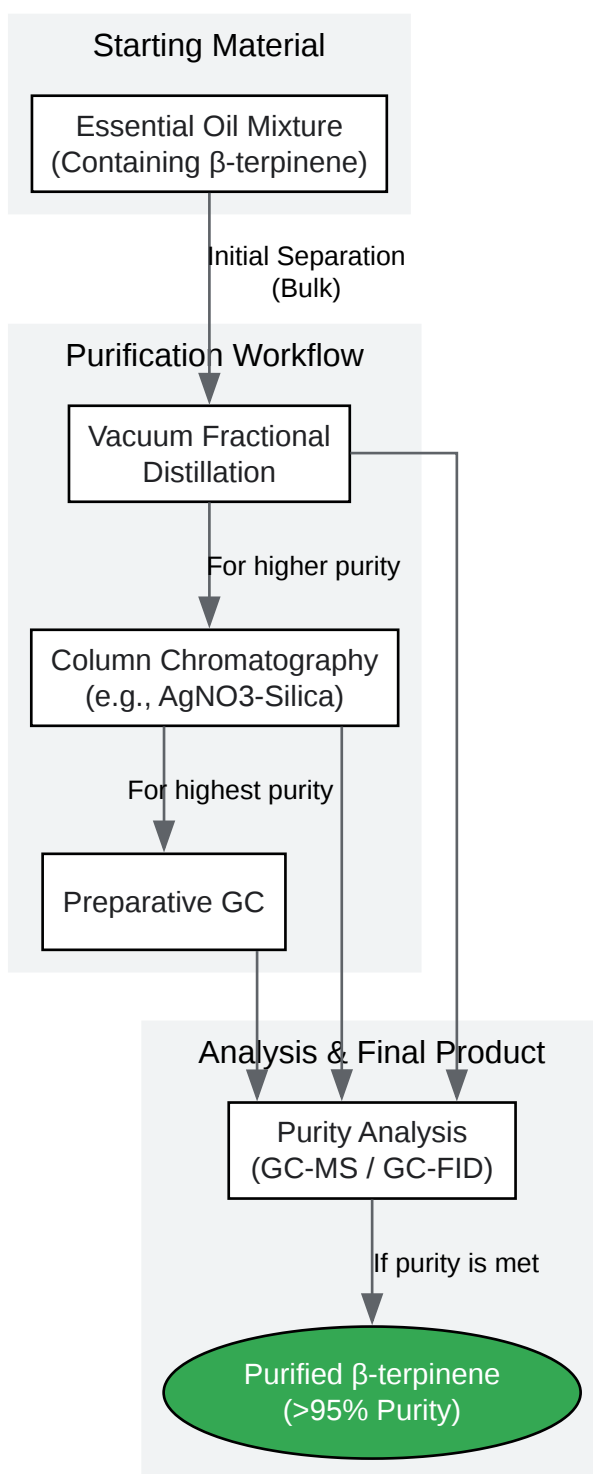 Starting Material
Essential Oil Mixture
(Containing β-terpinene)
Initial Separation
(Bulk)
Purification Workflow
Vacuum Fractional
Distillation
For higher purity
Column Chromatography
(e.g., AgNO3-Silica)
For highest purity
Preparative GC
Analysis & Final Product
Purity Analysis
(GC-MS / GC-FID)
If purity is met
Purified β-terpinene
(>95% Purity)